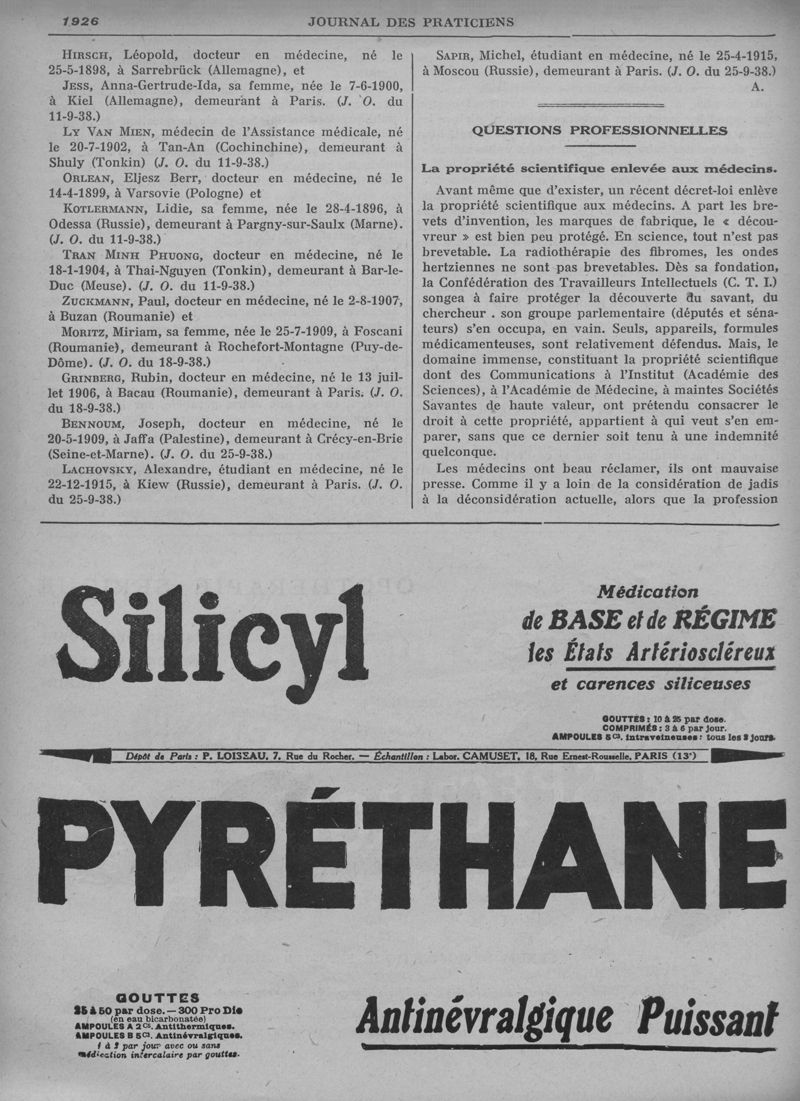 1926
JOURNAL DES PRATICIENS
HIRSCH, Léopold, docteur en médecine, né le
25-5-1898, à Sarrebrück (Allemagne), et
JESS, Anna-Gertrude-Ida, sa femme, née le 7-6-1900,
à Kiel (Allemagne), demeurant à Paris. (J. O. du
11-9-38.)
LY VAN MIEN, médecin de l'Assistance médicale, né
le 20-7-1902, à Tan-An (Cochinchine), demeurant à
Shuly (Tonkin) (J. O. du 11-9-38.)
ORLEAN, Eljesz Berr, docteur en médecine, né le
14-4-1899, à Varsovie (Pologne) et
KOTLERMANN, Lidie, sa femme, née le 28-4-1896, à
Odessa (Russie), demeurant à Pargny-sur-Saulx (Marne).
(J. O. du 11-9-38.)
TRAN MINH PHUONG, docteur en médecine, né le
18-1-1904, à Thai-Nguyen (Tonkin), demeurant à Bar-le-
Duc (Meuse). (J. O. du 11-9-38.)
ZUCKMANN, Paul, docteur en médecine, né le 2-8-1907,
à Buzan (Roumanie) et
MORITZ, Miriam, sa femme, née le 25-7-1909, à Foscani
(Roumanie), demeurant à Rochefort-Montagne (Puy-de-
Dôme). (J. O. du 18-9-38.)
GRINBERG, Rubin, docteur en médecine, né le 13 juil-
let 1906, à Bacau (Roumanie), demeurant à Paris. (J. O.
du 18-9-38.)
BENNOUM, Joseph, docteur en médecine, né le
20-5-1909, à Jaffa (Palestine), demeurant à Crécy-en-Brie
(Seine-et-Marne). (J. O. du 25-9-38.)
LACHOVSKY, Alexandre, étudiant en médecine, né le
22-12-1915, à Kiew (Russie), demeurant à Paris. (J. O.
du 25-9-38.)
SAPIR, Michel, étudiant en médecine, né le 25-4-1915,
à Moscou (Russie), demeurant à Paris. (J. O. du 25-9-38.)
A.
QUESTIONS PROFESSIONNELLES
La propriété scientifique enlevée aux médecins.
Avant même que d'exister, un récent décret-loi enlève
la propriété scientifique aux médecins. A part les bre-
vets d'invention, les marques de fabrique, le « décou-
vreur » est bien peu protégé. En science, tout n'est pas
brevetable. La radiothérapie des fibromes, les ondes
hertziennes ne sont pas brevetables. Dès sa fondation,
la Confédération des Travailleurs Intellectuels (C. T. I.)
songea à faire protéger la découverte du savant, du
chercheur . son groupe parlementaire (députés et séna-
teurs) s'en occupa, en vain. Seuls, appareils, formules
médicamenteuses, sont relativement défendus. Mais, le
domaine immense, constituant la propriété scientifique
dont des Communications à l'Institut (Académie des
Sciences), à l'Académie de Médecine, à maintes Sociétés
Savantes de haute valeur, ont prétendu consacrer le
droit à cette propriété, appartient à qui veut s'en em-
parer, sans que ce dernier soit tenu à une indemnité
quelconque.
Les médecins ont beau réclamer, ils ont mauvaise
presse. Comme il y a loin de la considération de jadis
à la déconsidération actuelle, alors que la profession
Silicyl
Médication
de BASE et de RÉGIME
les États Artérioscléreux
et carences siliceuses
GOUTTES : 10 à 25 par dose.
COMPRIMÉS : 3 à 6 par jour.
AMPOULES 5 cs. intraveineuses : tous les 2 jours.
Dépôt de Paris : P. LOISEAU, 7, Rue du Rocher. — Échantillon : Labor. CAMUSET, 18, Rue Ernest-Rousselle, PARIS (13e)
PYRÉTHANE
GOUTTES
25 à 50 par dose. — 300 Pro Die
(en eau bicarbonatée)
AMPOULES A 2 cs. Antithermiques.
AMPOULES B 5 cs. Antinévralgiques.
1 à 2 par jour avec ou sans
médication intercalaire par gouttes.
Antinévralgique Puissant